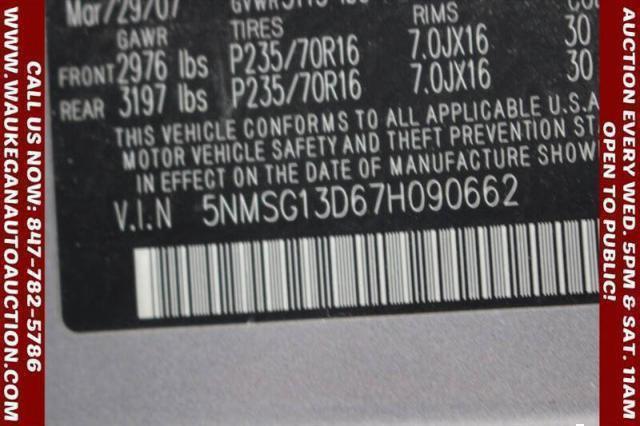 WWW.WAUKEGANAUTOAUCTION.COM
CALL US NOW: 847-782-5786
Mar/29/07
GAWR TIRES RIMS
FRONT 2976 lbs P235/70R16 7.0JX16 30
REAR 3197 lbs P235/70R16 7.0JX16 30
THIS VEHICLE CONFORMS TO ALL APPLICABLE U.S.A
MOTOR VEHICLE SAFETY AND THEFT PREVENTION ST
IN EFFECT ON THE DATE OF MANUFACTURE SHOW
V.I.N 5NMSG13D67H090662
AUCTION EVERY WED. 5PM & SAT. 11AM
OPEN TO PUBLIC!